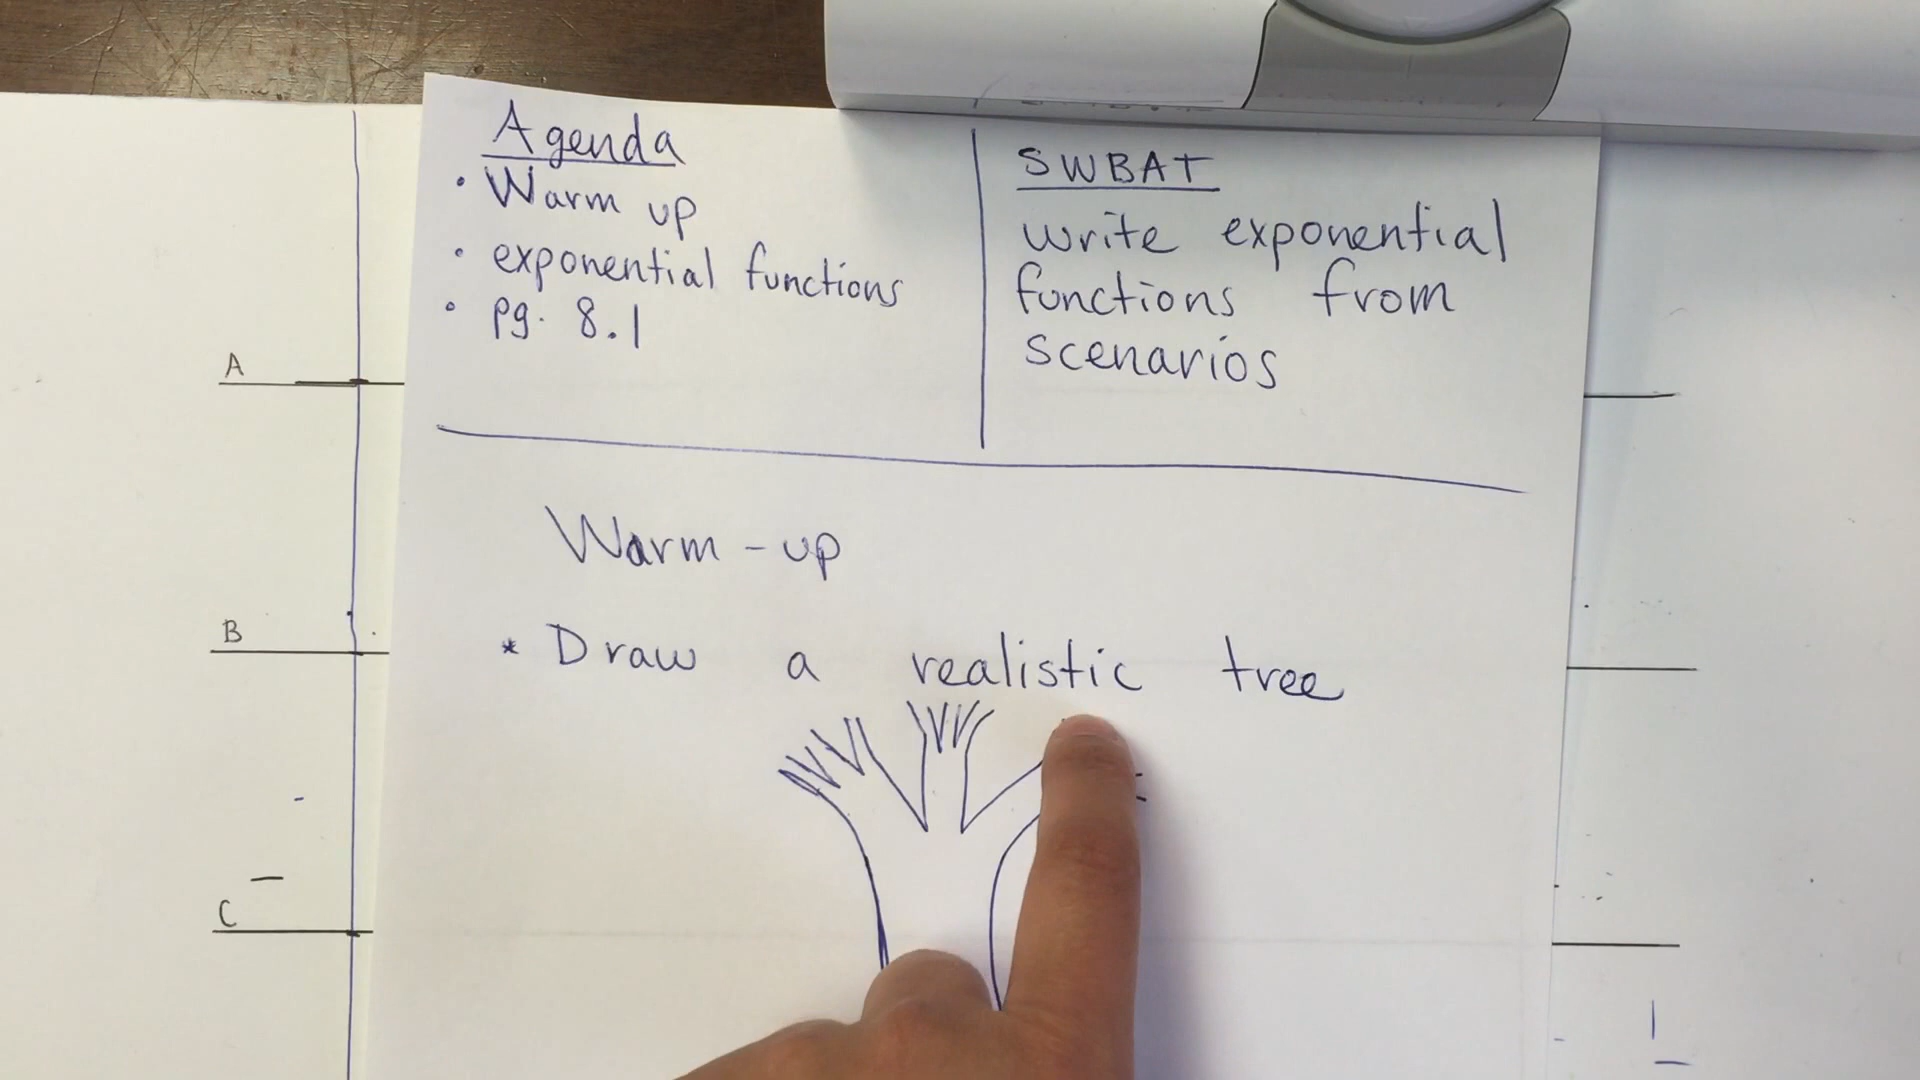 Agenda
• Warm up
• exponential functions
• pg. 8.1
SWBAT
write exponential
functions from
scenarios
A
B
C
Warm-up
* Draw a realistic tree